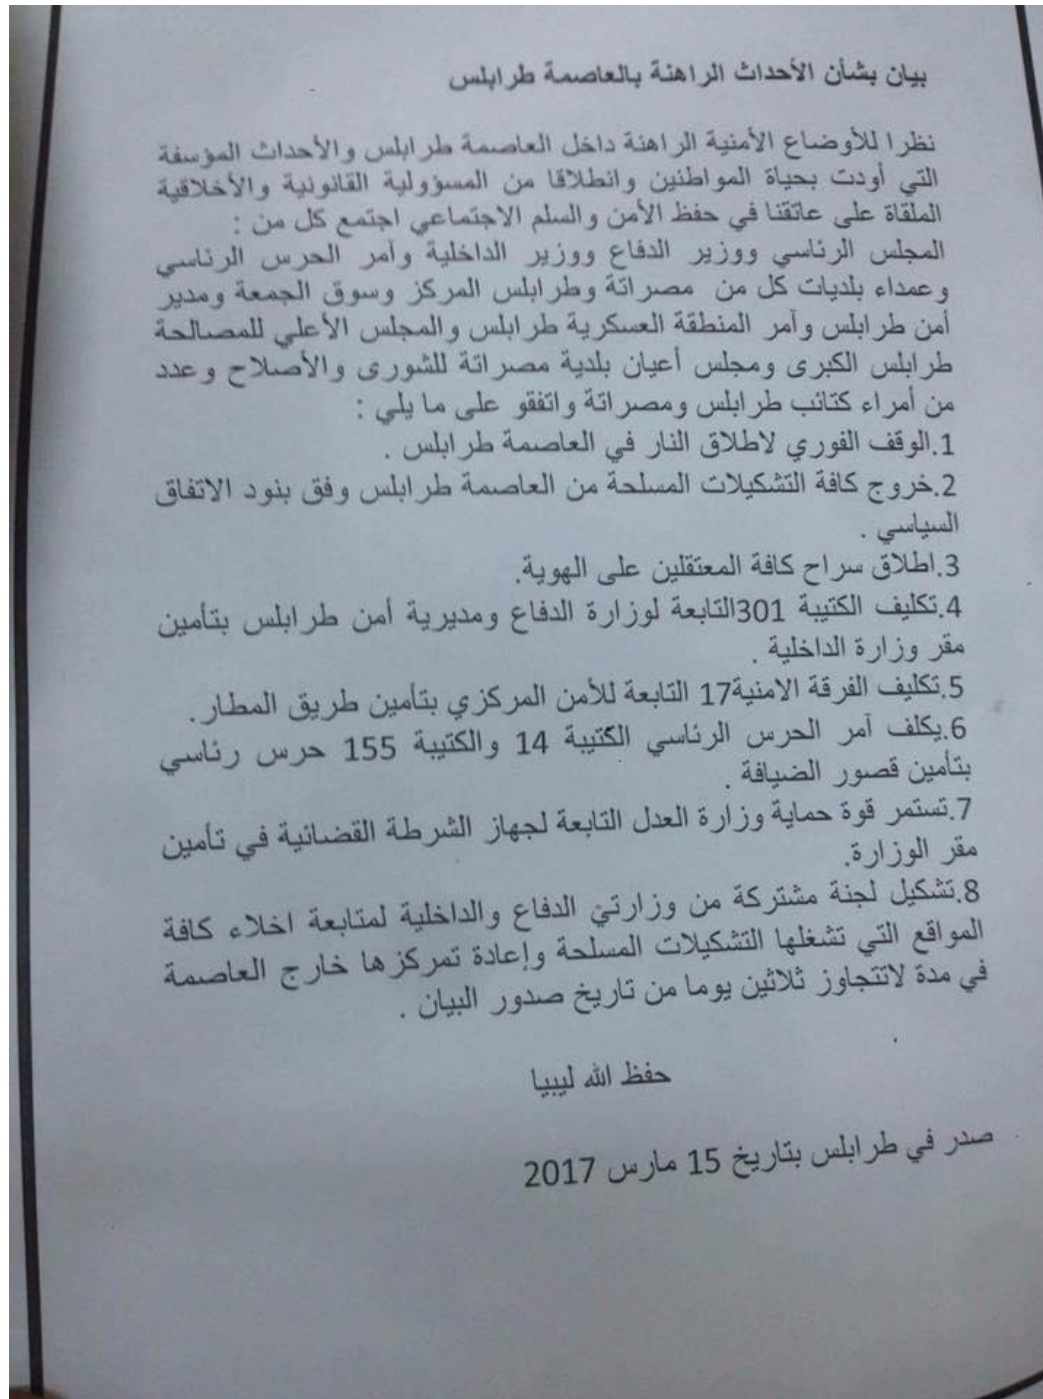 بيان بشأن الأحداث الراهنة بالعاصمة طرابلس
نظرا للأوضاع الأمنية الراهنة داخل العاصمة طرابلس والأحداث المؤسفة
التي أودت بحياة المواطنين وانطلاقا من المسؤولية القانونية والأخلاقية
الملقاة على عاتقنا في حفظ الأمن والسلم الاجتماعي اجتمع كل من :
المجلس الرئاسي ووزير الدفاع ووزير الداخلية وآمر الحرس الرئاسي
وعمداء بلديات كل من مصراتة وطرابلس المركز وسوق الجمعة ومدير
أمن طرابلس وآمر المنطقة العسكرية طرابلس والمجلس الأعلي للمصالحة
طرابلس الكبرى ومجلس أعيان بلدية مصراتة للشورى والأصلاح وعدد
من أمراء كتائب طرابلس ومصراتة واتفقو على ما يلي :
1.الوقف الفوري لاطلاق النار في العاصمة طرابلس .
2.خروج كافة التشكيلات المسلحة من العاصمة طرابلس وفق بنود الاتفاق
السياسي .
3.اطلاق سراح كافة المعتقلين على الهوية.
4.تكليف الكتيبة 301التابعة لوزارة الدفاع ومديرية أمن طرابلس بتأمين
مقر وزارة الداخلية .
5.تكليف الفرقة الامنية17 التابعة للأمن المركزي بتأمين طريق المطار.
6.يكلف آمر الحرس الرئاسي الكتيبة 14 والكتيبة 155 حرس رئاسي
بتأمين قصور الضيافة .
7.تستمر قوة حماية وزارة العدل التابعة لجهاز الشرطة القضائية في تأمين
مقر الوزارة.
8.تشكيل لجنة مشتركة من وزارتيْ الدفاع والداخلية لمتابعة اخلاء كافة
المواقع التي تشغلها التشكيلات المسلحة وإعادة تمركزها خارج العاصمة
في مدة لاتتجاوز ثلاثين يوما من تاريخ صدور البيان .
حفظ الله ليبيا
صدر في طرابلس بتاريخ 15 مارس 2017